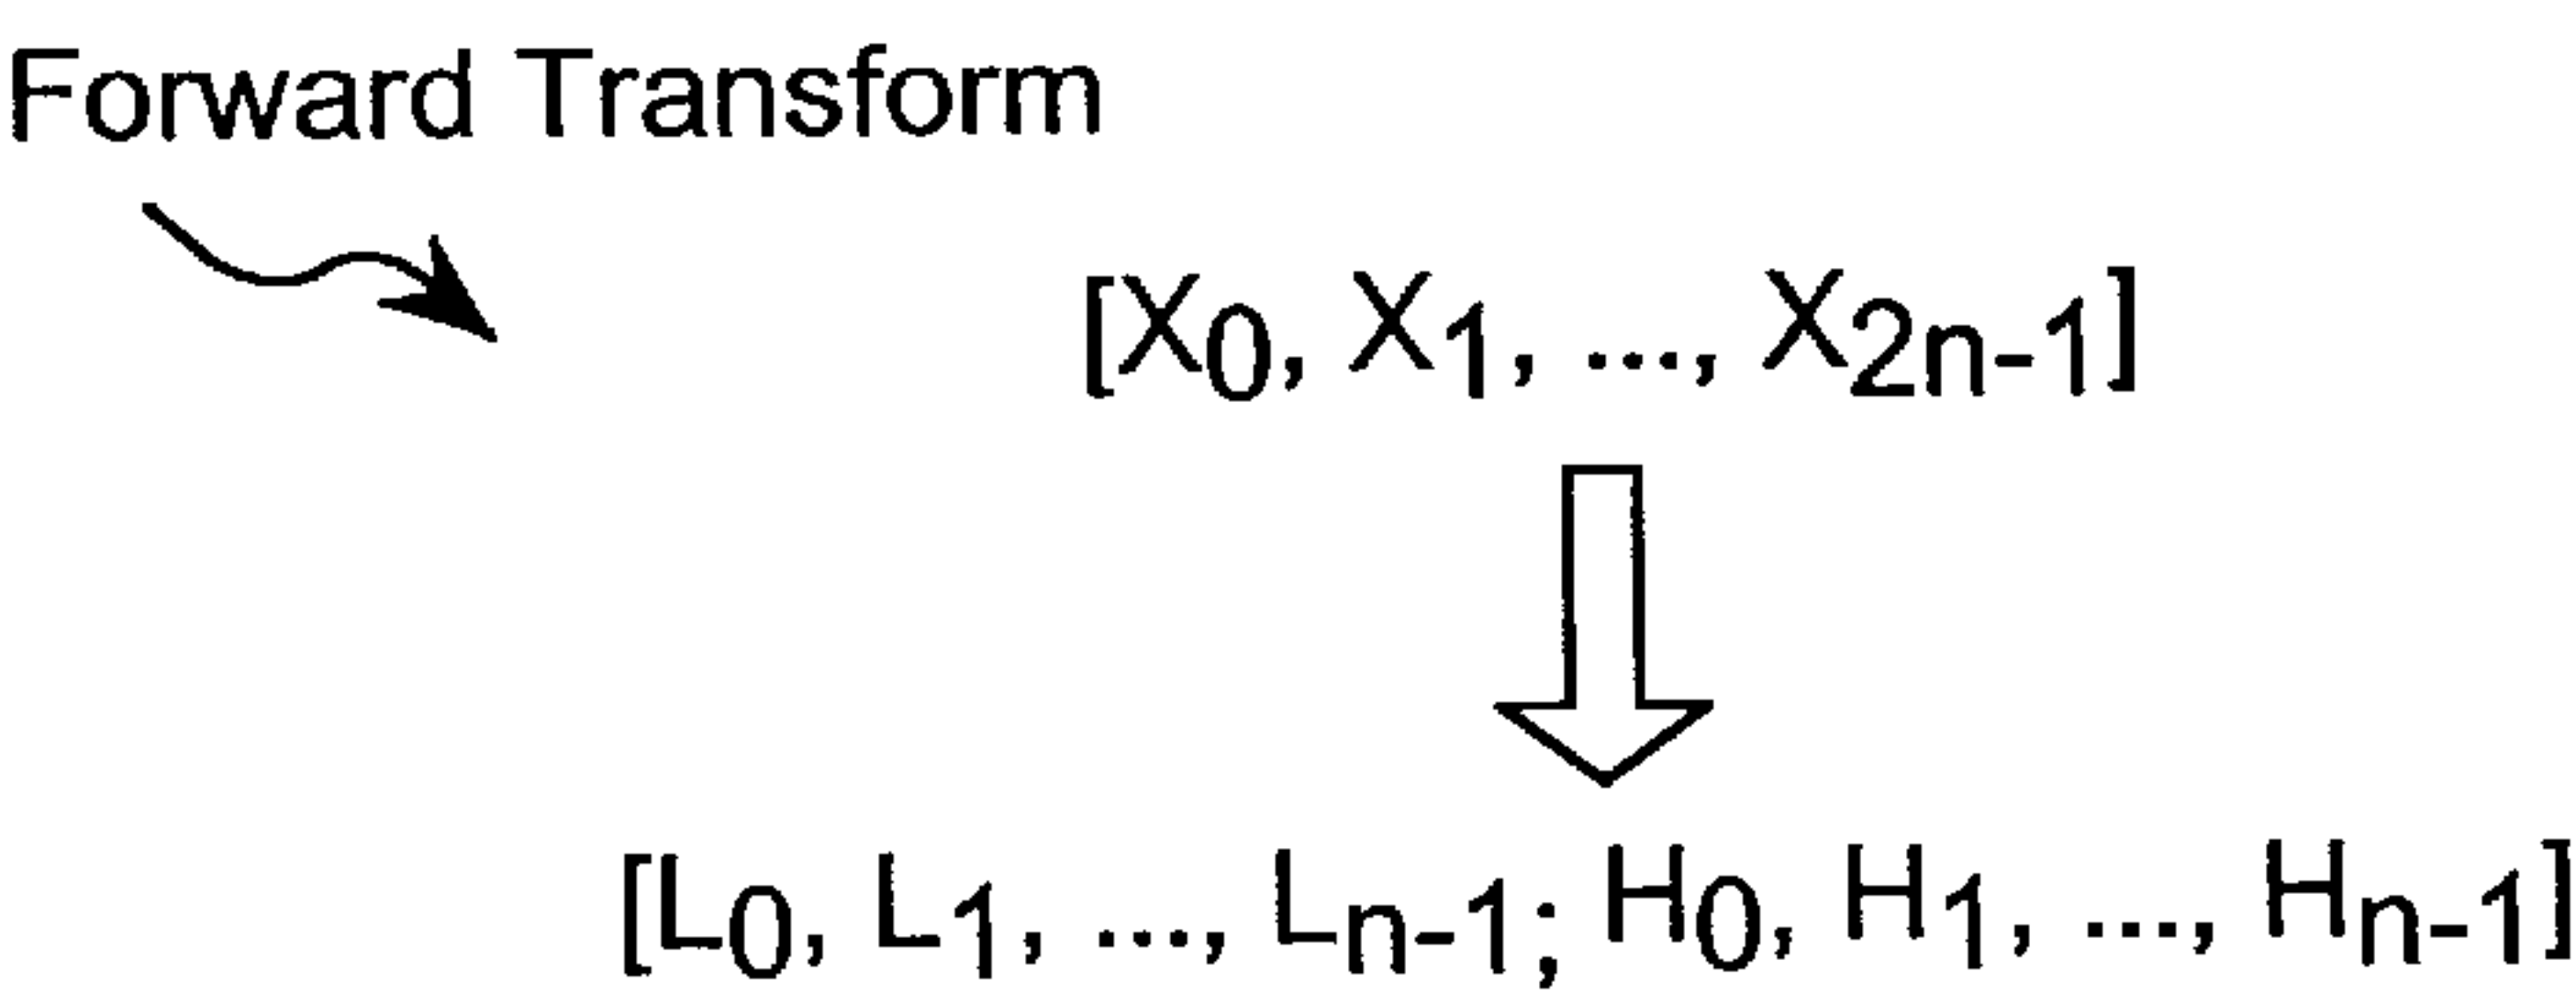 Forward Transform
[X0, X1, ..., X2n-1]
[L0, L1, ..., Ln-1; H0, H1, ..., Hn-1]